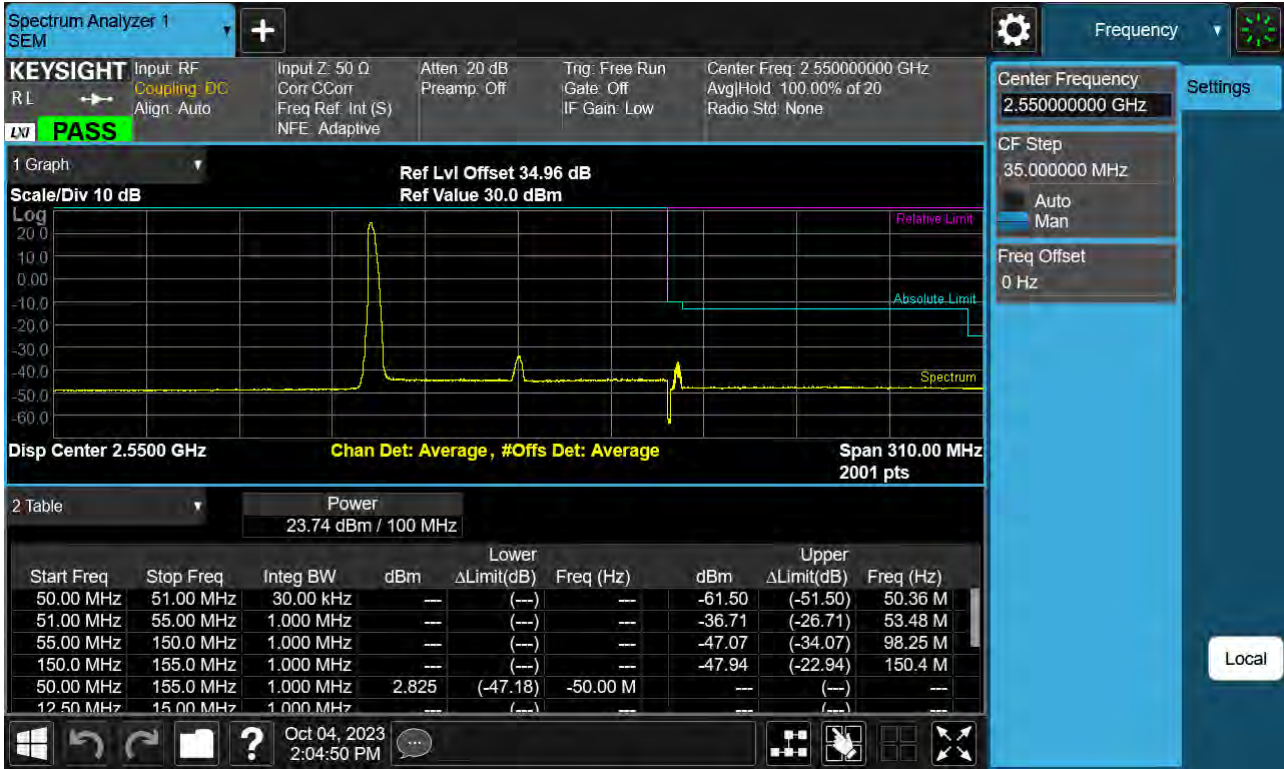 Spectrum Analyzer 1
SEM
+
Frequency
KEYSIGHT
RL
LXI
PASS
Input: RF
Coupling: DC
Align: Auto
Input Z: 50 Ω
Corr CCorr
Freq Ref: Int (S)
NFE: Adaptive
Atten: 20 dB
Preamp: Off
Trig: Free Run
Gate: Off
IF Gain: Low
Center Freq: 2.550000000 GHz
Avg|Hold: 100.00% of 20
Radio Std: None
Center Frequency
2.550000000 GHz
Settings
CF Step
35.000000 MHz
Auto
Man
Freq Offset
0 Hz
Local
1 Graph
Scale/Div 10 dB
Ref Lvl Offset 34.96 dB
Ref Value 30.0 dBm
Log
20.0
10.0
0.00
-10.0
-20.0
-30.0
-40.0
-50.0
-60.0
Relative Limit
Absolute Limit
Spectrum
Disp Center 2.5500 GHz Chan Det: Average , #Offs Det: Average Span 310.00 MHz
2001 pts
2 Table
Power
23.74 dBm / 100 MHz
Lower Upper
Start Freq Stop Freq Integ BW dBm ΔLimit(dB) Freq (Hz) dBm ΔLimit(dB) Freq (Hz)
50.00 MHz 51.00 MHz 30.00 kHz --- (---) --- -61.50 (-51.50) 50.36 M
51.00 MHz 55.00 MHz 1.000 MHz --- (---) --- -36.71 (-26.71) 53.48 M
55.00 MHz 150.0 MHz 1.000 MHz --- (---) --- -47.07 (-34.07) 98.25 M
150.0 MHz 155.0 MHz 1.000 MHz --- (---) --- -47.94 (-22.94) 150.4 M
50.00 MHz 155.0 MHz 1.000 MHz 2.825 (-47.18) -50.00 M --- (---) ---
12.50 MHz 15.00 MHz 1.000 MHz --- (---) --- --- (---) ---
?
Oct 04, 2023
2:04:50 PM